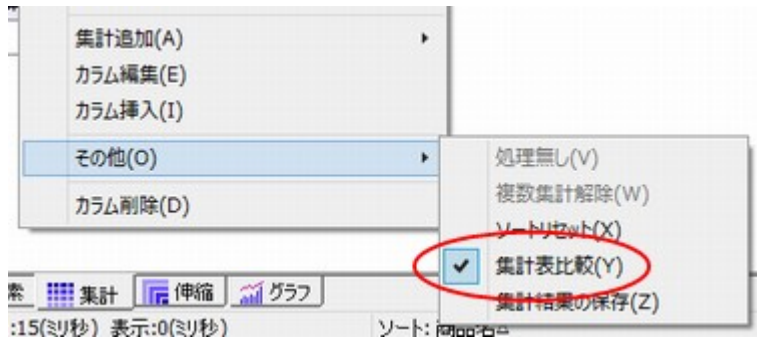 集計追加(A)
カラム編集(E)
カラム挿入(I)
その他(O)
カラム削除(D)
処理無し(V)
複数集計解除(W)
ソートリセット(X)
集計表比較(Y)
集計結果の保存(Z)
索 集計 伸縮 グラフ
:15(ミリ秒) 表示:0(ミリ秒) ソート: 商品名△